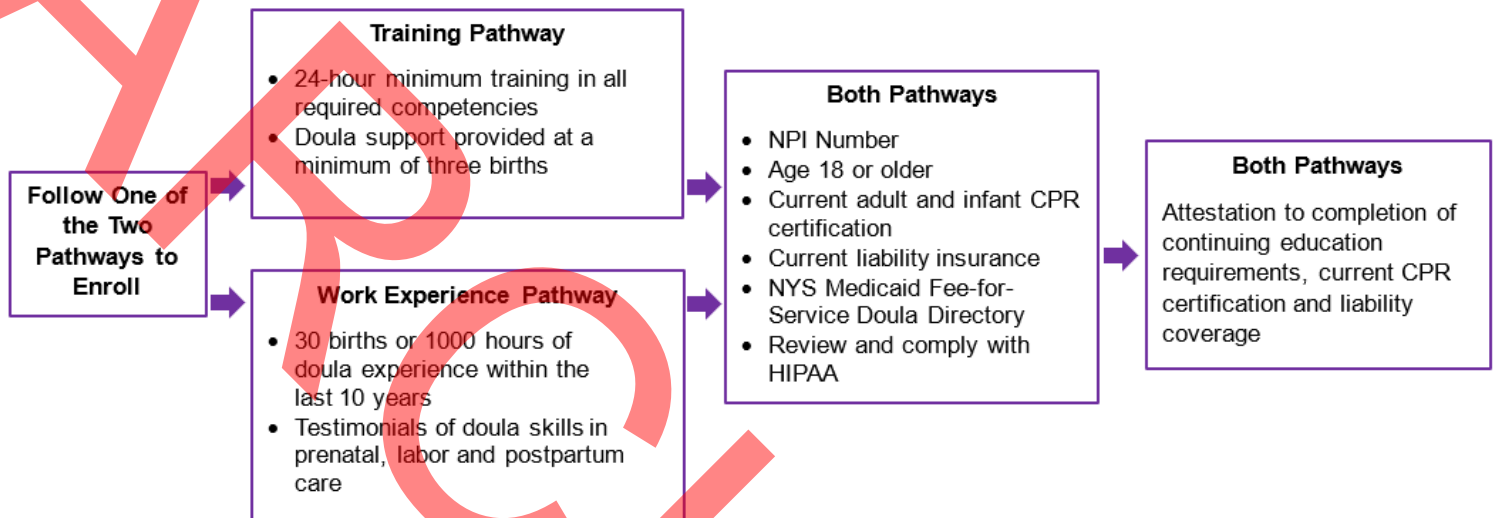 Follow One of
the Two
Pathways to
Enroll
Training Pathway
• 24-hour minimum training in all
required competencies
• Doula support provided at a
minimum of three births
Work Experience Pathway
• 30 births or 1000 hours of
doula experience within the
last 10 years
• Testimonials of doula skills in
prenatal, labor and postpartum
care
Both Pathways
• NPI Number
• Age 18 or older
• Current adult and infant CPR
certification
• Current liability insurance
• NYS Medicaid Fee-for-
Service Doula Directory
• Review and comply with
HIPAA
Both Pathways
Attestation to completion of
continuing education
requirements, current CPR
certification and liability
coverage